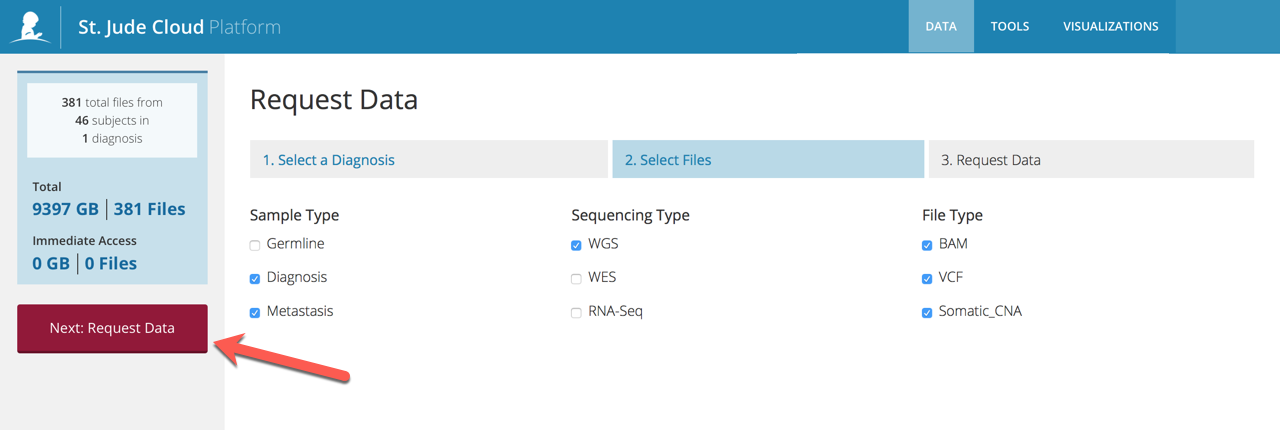 St. Jude Cloud Platform
DATA
TOOLS
VISUALIZATIONS
381 total files from
46 subjects in
1 diagnosis
Total
9397 GB | 381 Files
Immediate Access
0 GB | 0 Files
Next: Request Data
Request Data
1. Select a Diagnosis
2. Select Files
3. Request Data
Sample Type
Germline
Diagnosis
Metastasis
Sequencing Type
WGS
WES
RNA-Seq
File Type
BAM
VCF
Somatic_CNA